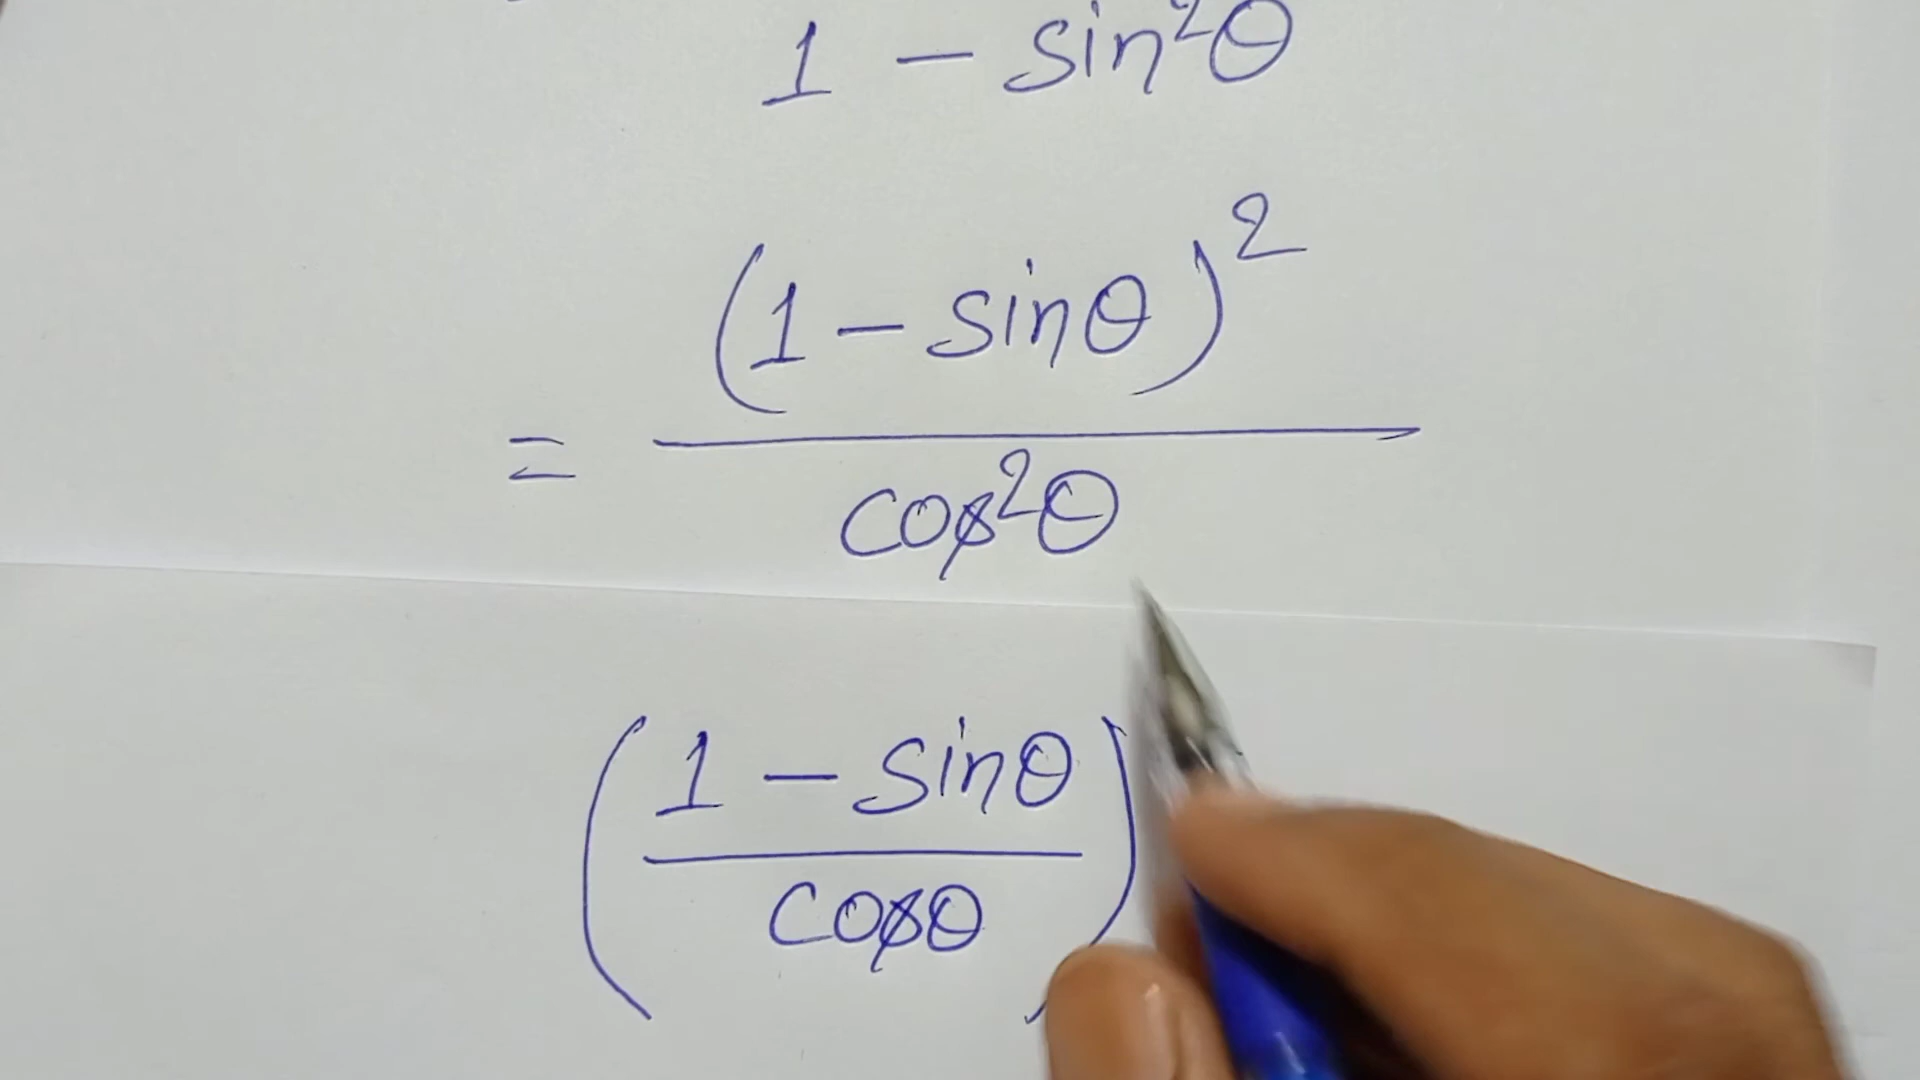 1 - sin²θ
(1 - sinθ)²
=
cos²θ
(1 - sinθ)
cosθ